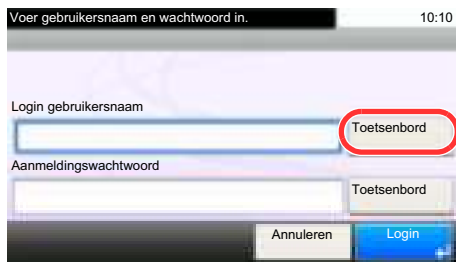 Voer gebruikersnaam en wachtwoord in. 10:10
Login gebruikersnaam
Toetsenbord
Aanmeldingswachtwoord
Toetsenbord
Annuleren Login